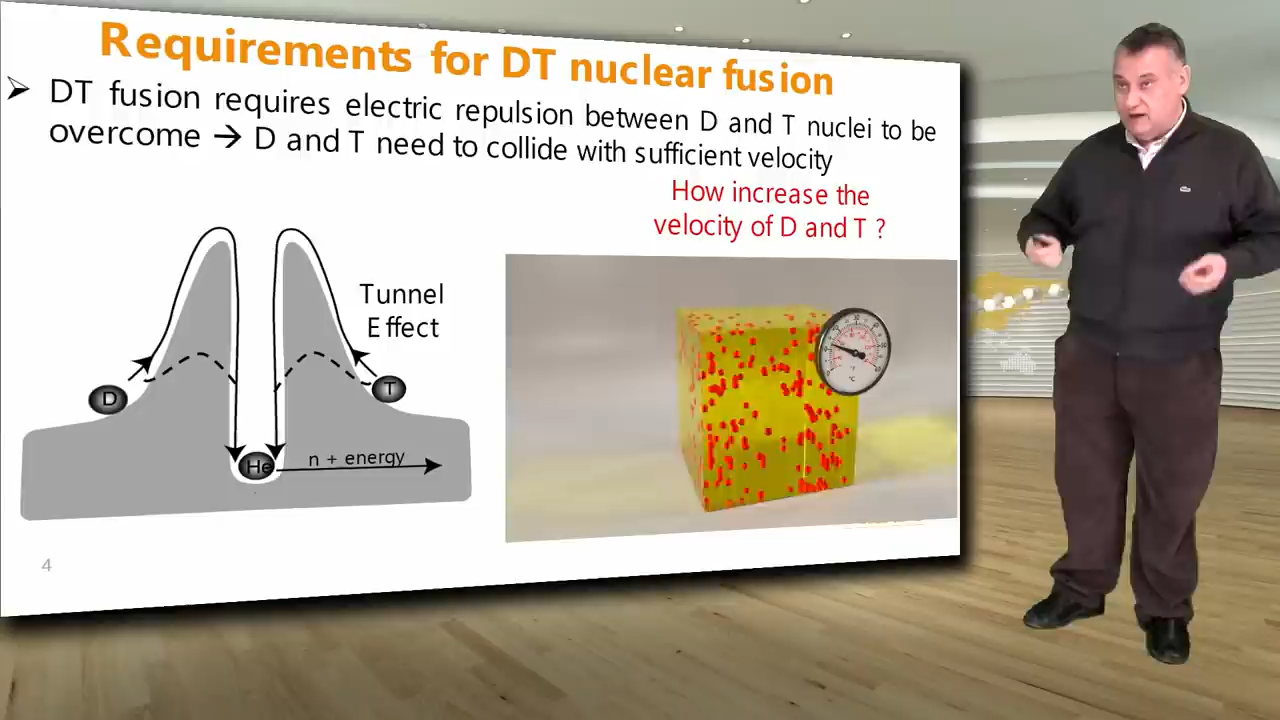 Requirements for DT nuclear fusion
DT fusion requires electric repulsion between D and T nuclei to be
overcome → D and T need to collide with sufficient velocity
How increase the
velocity of D and T ?
Tunnel
Effect
D
T
He
n + energy
°F
°C
4